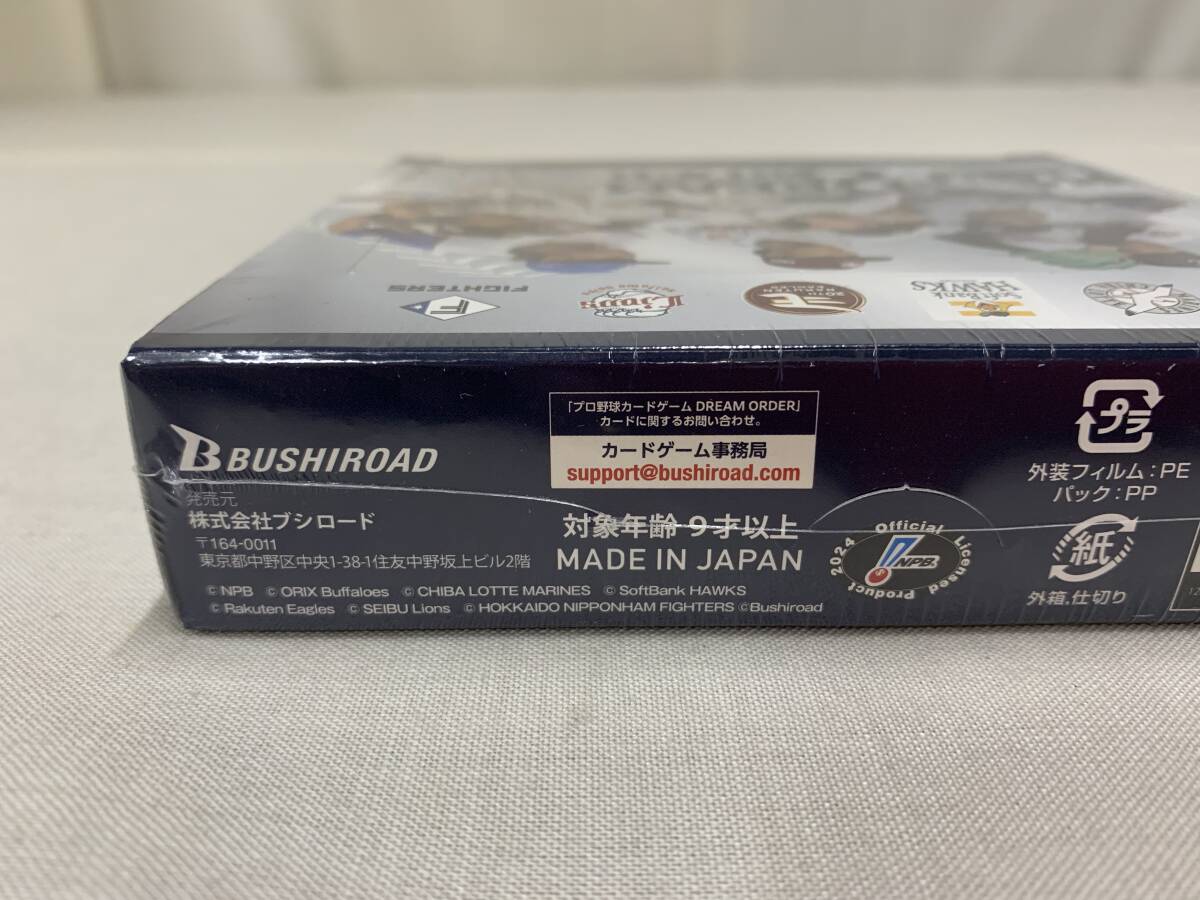 FIGHTERS
Lions
HAWKS
BUSHIROAD
発売元
株式会社ブシロード
〒164-0011
東京都中野区中央1-38-1住友中野坂上ビル2階
「プロ野球カードゲーム DREAM ORDER」
カードに関するお問い合わせ。
カードゲーム事務局
support@bushiroad.com
対象年齢 9才以上
MADE IN JAPAN
©NPB ©ORIX Buffaloes ©CHIBA LOTTE MARINES ©SoftBank HAWKS
©Rakuten Eagles ©SEIBU Lions ©HOKKAIDO NIPPONHAM FIGHTERS ©Bushiroad
2024 Official Licensed Product
NPB
プラ
外装フィルム：PE
パック：PP
紙
外箱,仕切り